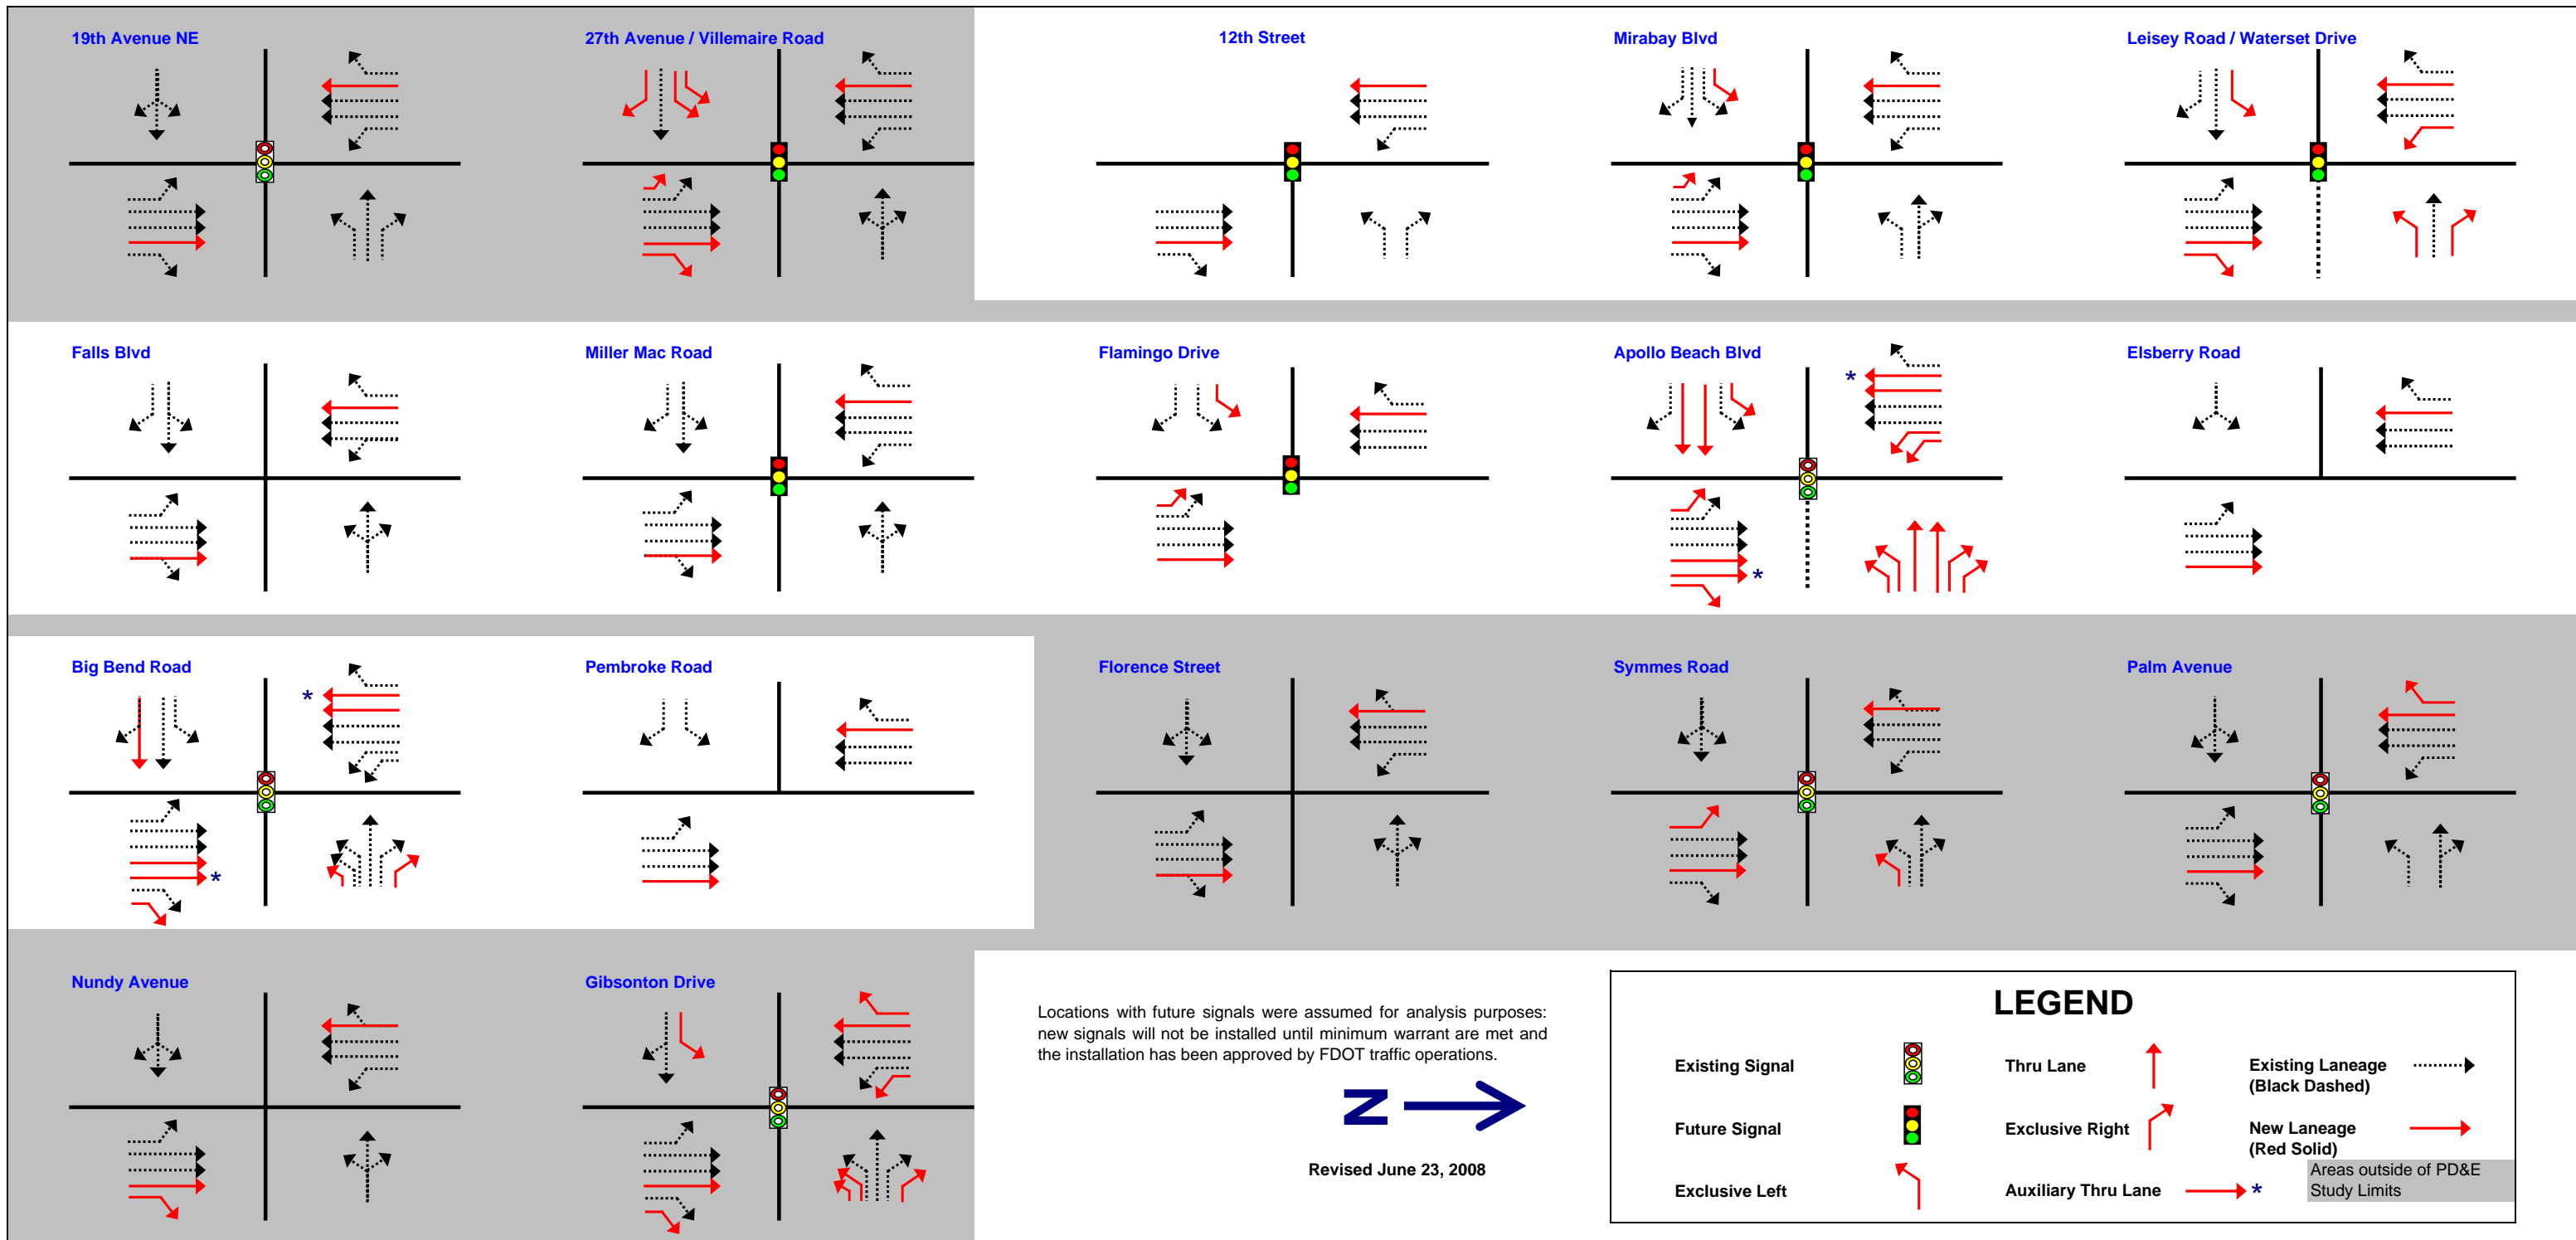 19th Avenue NE
27th Avenue / Villemaire Road
12th Street
Mirabay Blvd
Leisey Road / Waterset Drive
Falls Blvd
Miller Mac Road
Flamingo Drive
Apollo Beach Blvd
*
Elsberry Road
*
Big Bend Road
*
Pembroke Road
Florence Street
Symmes Road
Palm Avenue
*
Nundy Avenue
Gibsonton Drive
Locations with future signals were assumed for analysis purposes:
new signals will not be installed until minimum warrant are met and
the installation has been approved by FDOT traffic operations.
N
Revised June 23, 2008
LEGEND
Existing Signal
Thru Lane
Existing Laneage
(Black Dashed)
Future Signal
Exclusive Right
New Laneage
(Red Solid)
Exclusive Left
Auxiliary Thru Lane
*
Areas outside of PD&E
Study Limits